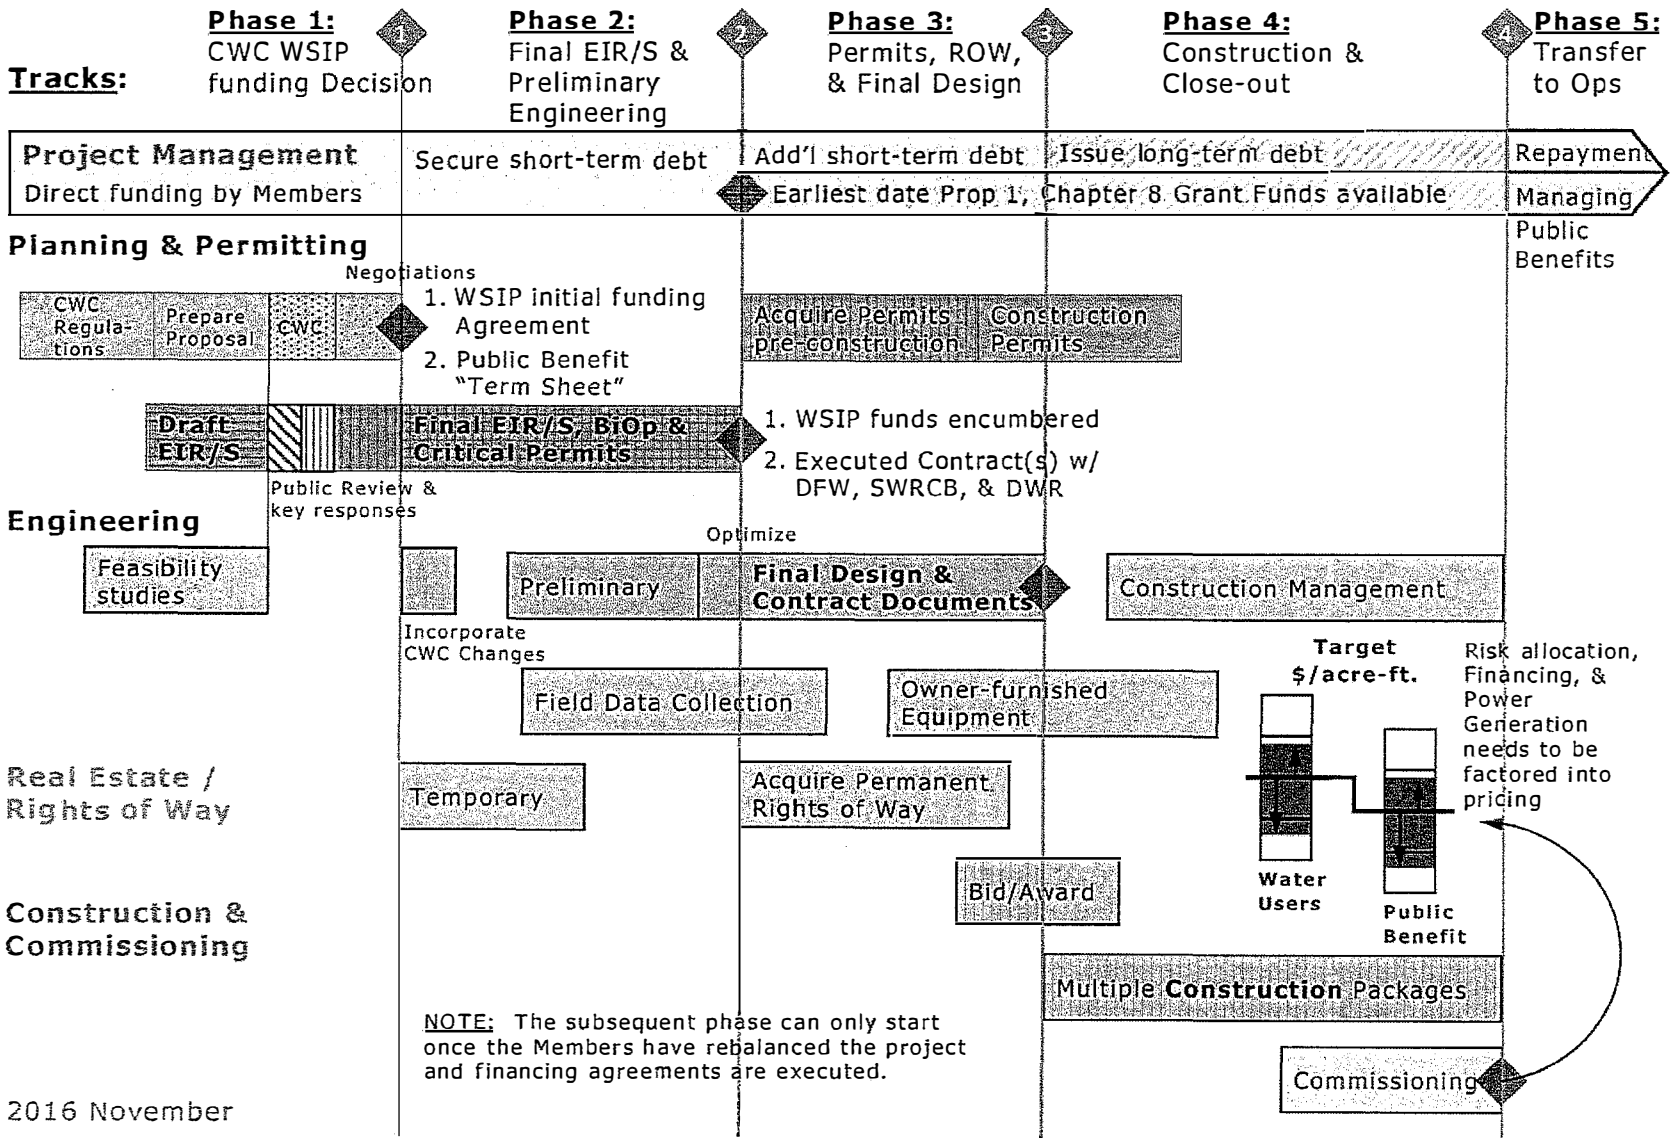 Phase 1:
CWC WSIP
funding Decision
1
Phase 2:
Final EIR/S &
Preliminary
Engineering
2
Phase 3:
Permits, ROW,
& Final Design
3
Phase 4:
Construction &
Close-out
4
Phase 5:
Transfer
to Ops
Tracks:
Project Management
Direct funding by Members
Secure short-term debt
Add'l short-term debt
Issue long-term debt
Repayment
Earliest date Prop 1, Chapter 8 Grant Funds available
Managing
Public
Benefits
Planning & Permitting
Negotiations
CWC
Regula-
tions
Prepare
Proposal
CWC
1. WSIP initial funding
Agreement
2. Public Benefit
"Term Sheet"
Acquire Permits
pre-construction
Construction
Permits
Draft
EIR/S
Final EIR/S, BiOp &
Critical Permits
1. WSIP funds encumbered
2. Executed Contract(s) w/
DFW, SWRCB, & DWR
Public Review &
key responses
Engineering
Optimize
Feasibility
studies
Preliminary
Final Design &
Contract Documents
Construction Management
Incorporate
CWC Changes
Field Data Collection
Owner-furnished
Equipment
Target
$/acre-ft.
Risk allocation,
Financing, &
Power
Generation
needs to be
factored into
pricing
Real Estate /
Rights of Way
Temporary
Acquire Permanent
Rights of Way
Water
Users
Public
Benefit
Bid/Award
Construction &
Commissioning
Multiple Construction Packages
NOTE: The subsequent phase can only start
once the Members have rebalanced the project
and financing agreements are executed.
Commissioning
2016 November